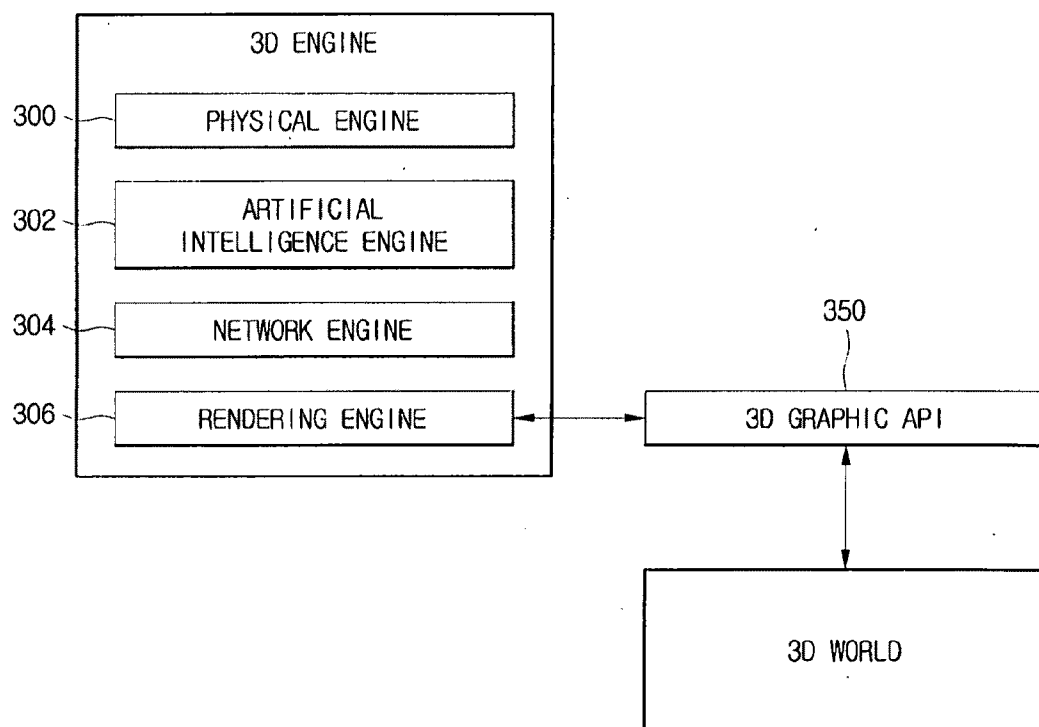 3D ENGINE
300
PHYSICAL ENGINE
302
ARTIFICIAL
INTELLIGENCE ENGINE
304
NETWORK ENGINE
350
306
RENDERING ENGINE
3D GRAPHIC API
3D WORLD